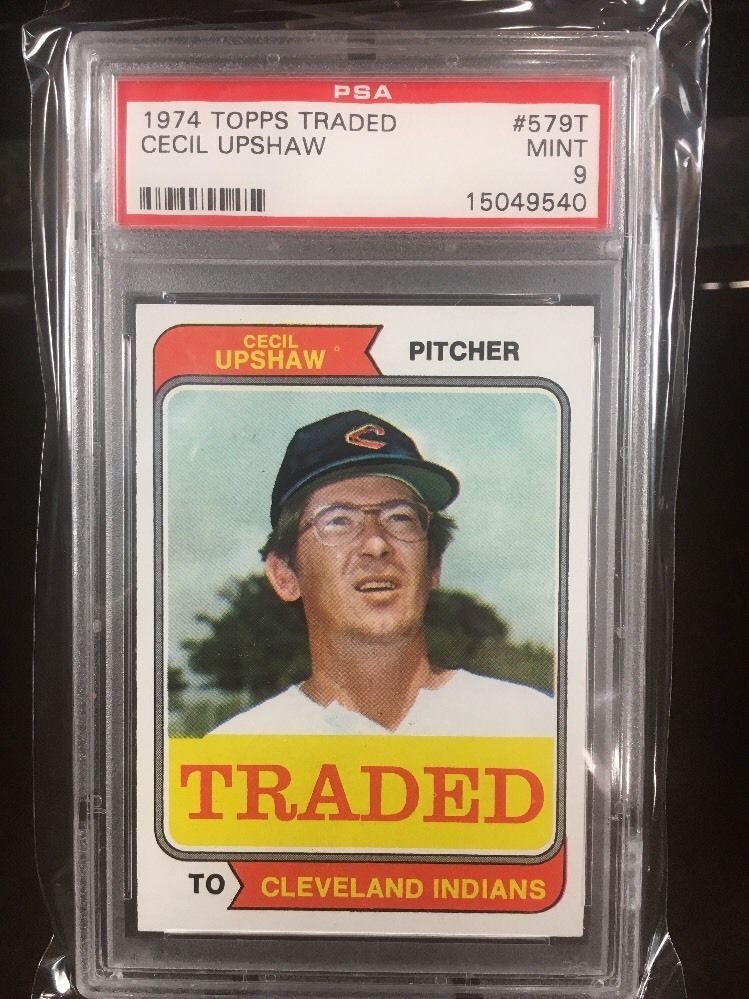 PSA
1974 TOPPS TRADED #579T
CECIL UPSHAW MINT
9
15049540
CECIL
UPSHAW
PITCHER
C
TRADED
TO CLEVELAND INDIANS